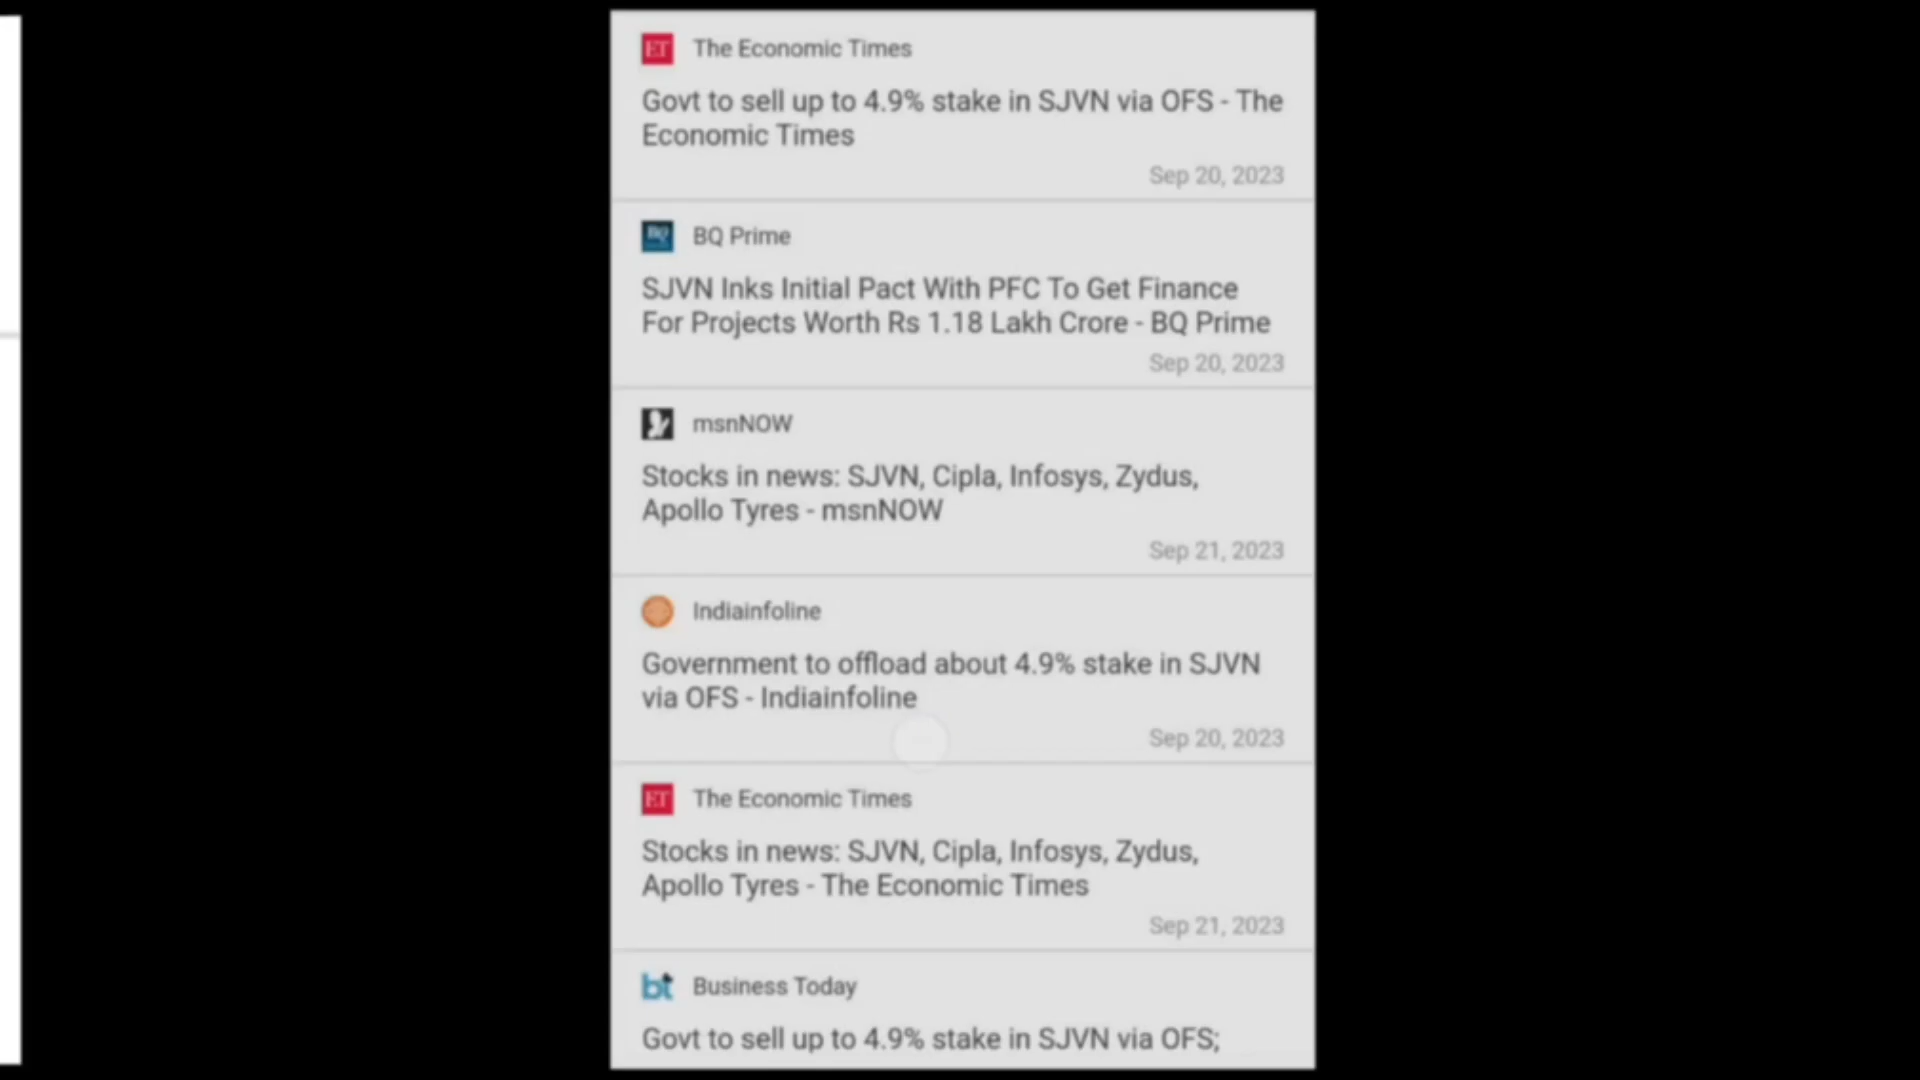 ET The Economic Times
Govt to sell up to 4.9% stake in SJVN via OFS - The
Economic Times
Sep 20, 2023
BQ BQ Prime
SJVN Inks Initial Pact With PFC To Get Finance
For Projects Worth Rs 1.18 Lakh Crore - BQ Prime
Sep 20, 2023
msnNOW
Stocks in news: SJVN, Cipla, Infosys, Zydus,
Apollo Tyres - msnNOW
Sep 21, 2023
Indiainfoline
Government to offload about 4.9% stake in SJVN
via OFS - Indiainfoline
Sep 20, 2023
ET The Economic Times
Stocks in news: SJVN, Cipla, Infosys, Zydus,
Apollo Tyres - The Economic Times
Sep 21, 2023
bt Business Today
Govt to sell up to 4.9% stake in SJVN via OFS;